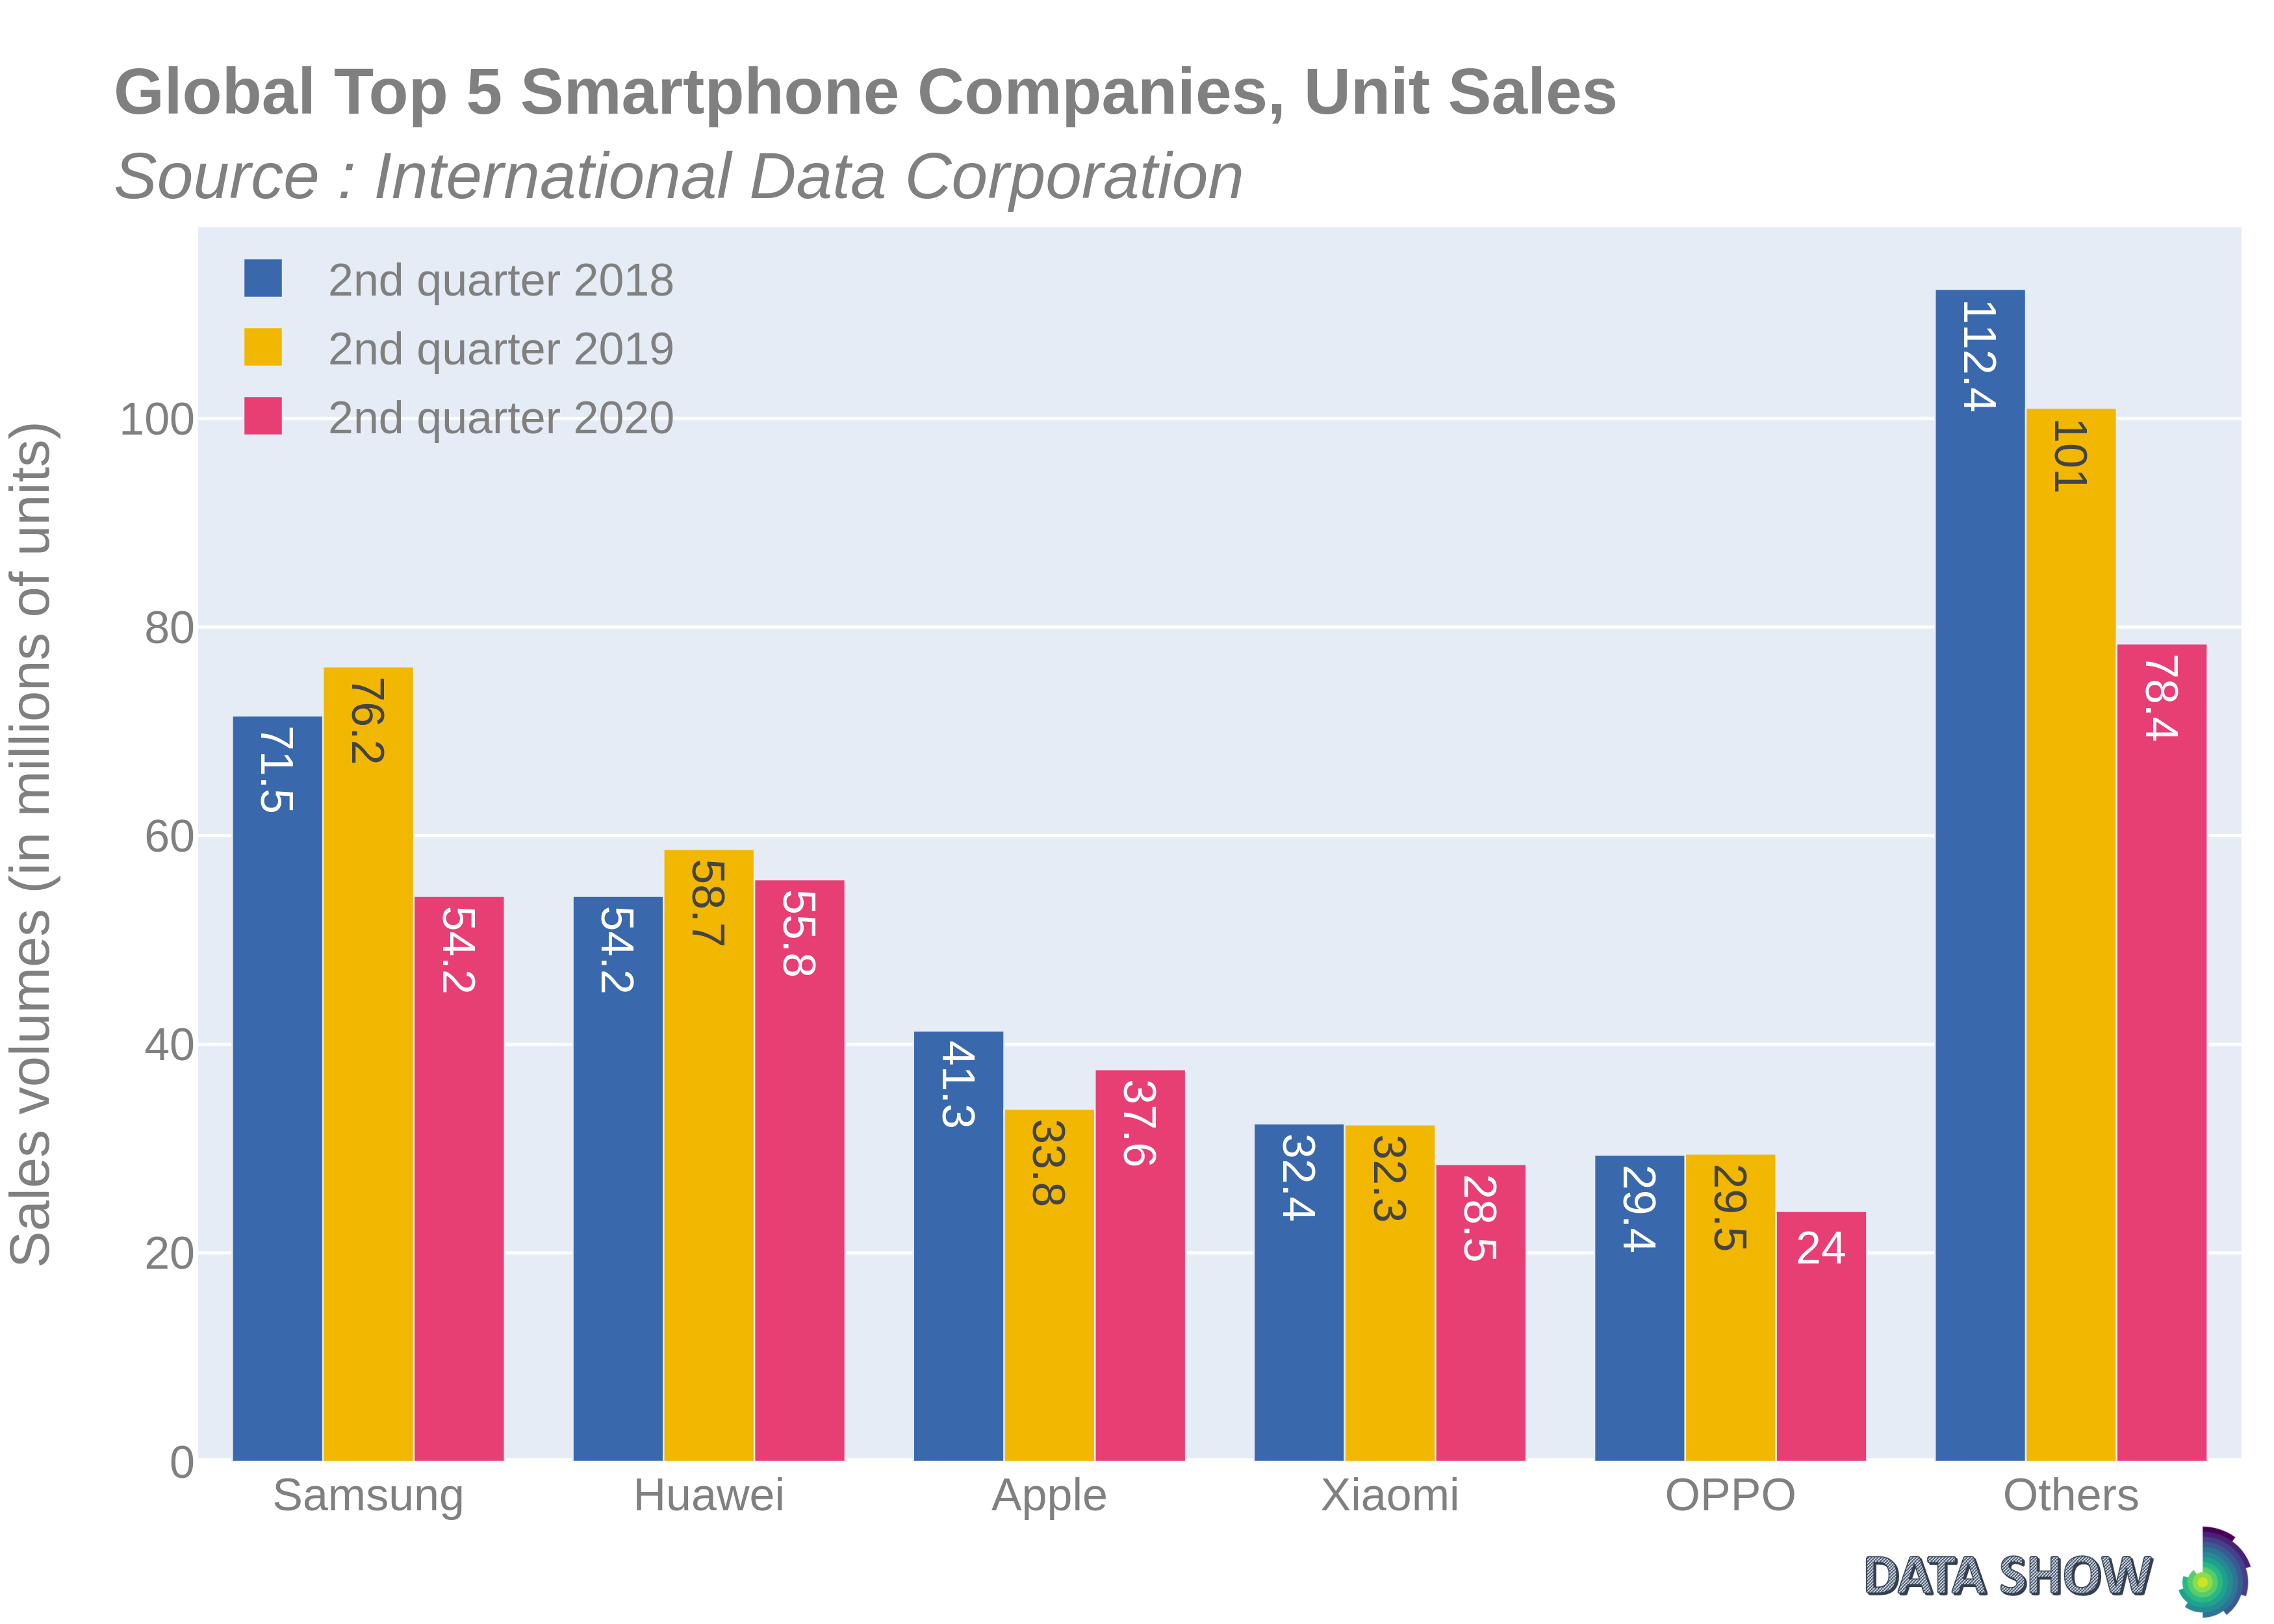 Global Top 5 Smartphone Companies, Unit Sales
Source : International Data Corporation
2nd quarter 2018
2nd quarter 2019
2nd quarter 2020
Sales volumes (in millions of units)
100
80
60
40
20
0
71.5
76.2
54.2
54.2
58.7
55.8
41.3
33.8
37.6
32.4
32.3
28.5
29.4
29.5
24
112.4
101
78.4
Samsung
Huawei
Apple
Xiaomi
OPPO
Others
DATA SHOW